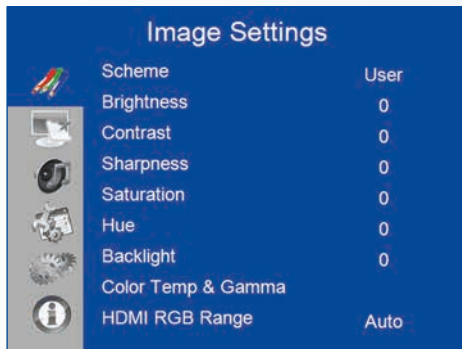 Image Settings
Scheme User
Brightness 0
Contrast 0
Sharpness 0
Saturation 0
Hue 0
Backlight 0
Color Temp & Gamma
HDMI RGB Range Auto